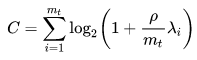 C = \sum_{i=1}^{m_t} \log_2 \left( 1 + \frac{\rho}{m_t} \lambda_i \right)